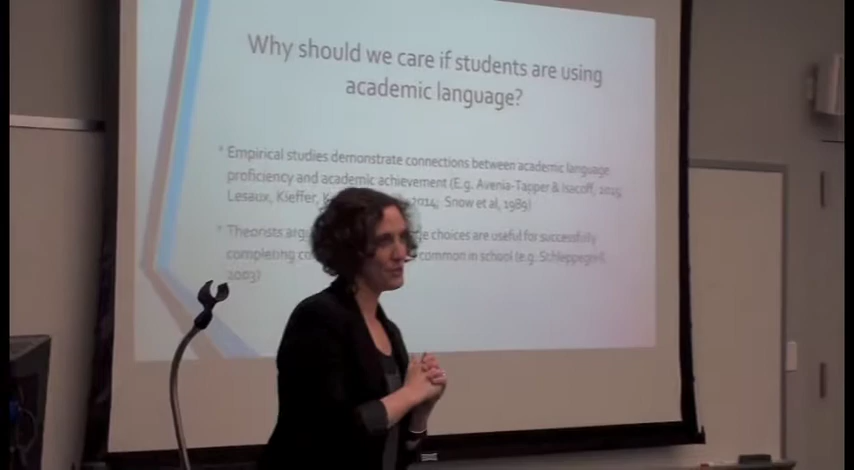 Why should we care if students are using
academic language?
* Empirical studies demonstrate connections between academic language
proficiency and academic achievement (E.g. Avenia-Tapper & Isacoff, 2015;
Lesaux, Kieffer, 2014; Snow et al, 1989)
* Theorists choices are useful for successfully
completing common in school (e.g. Schleppegrell,
2003)